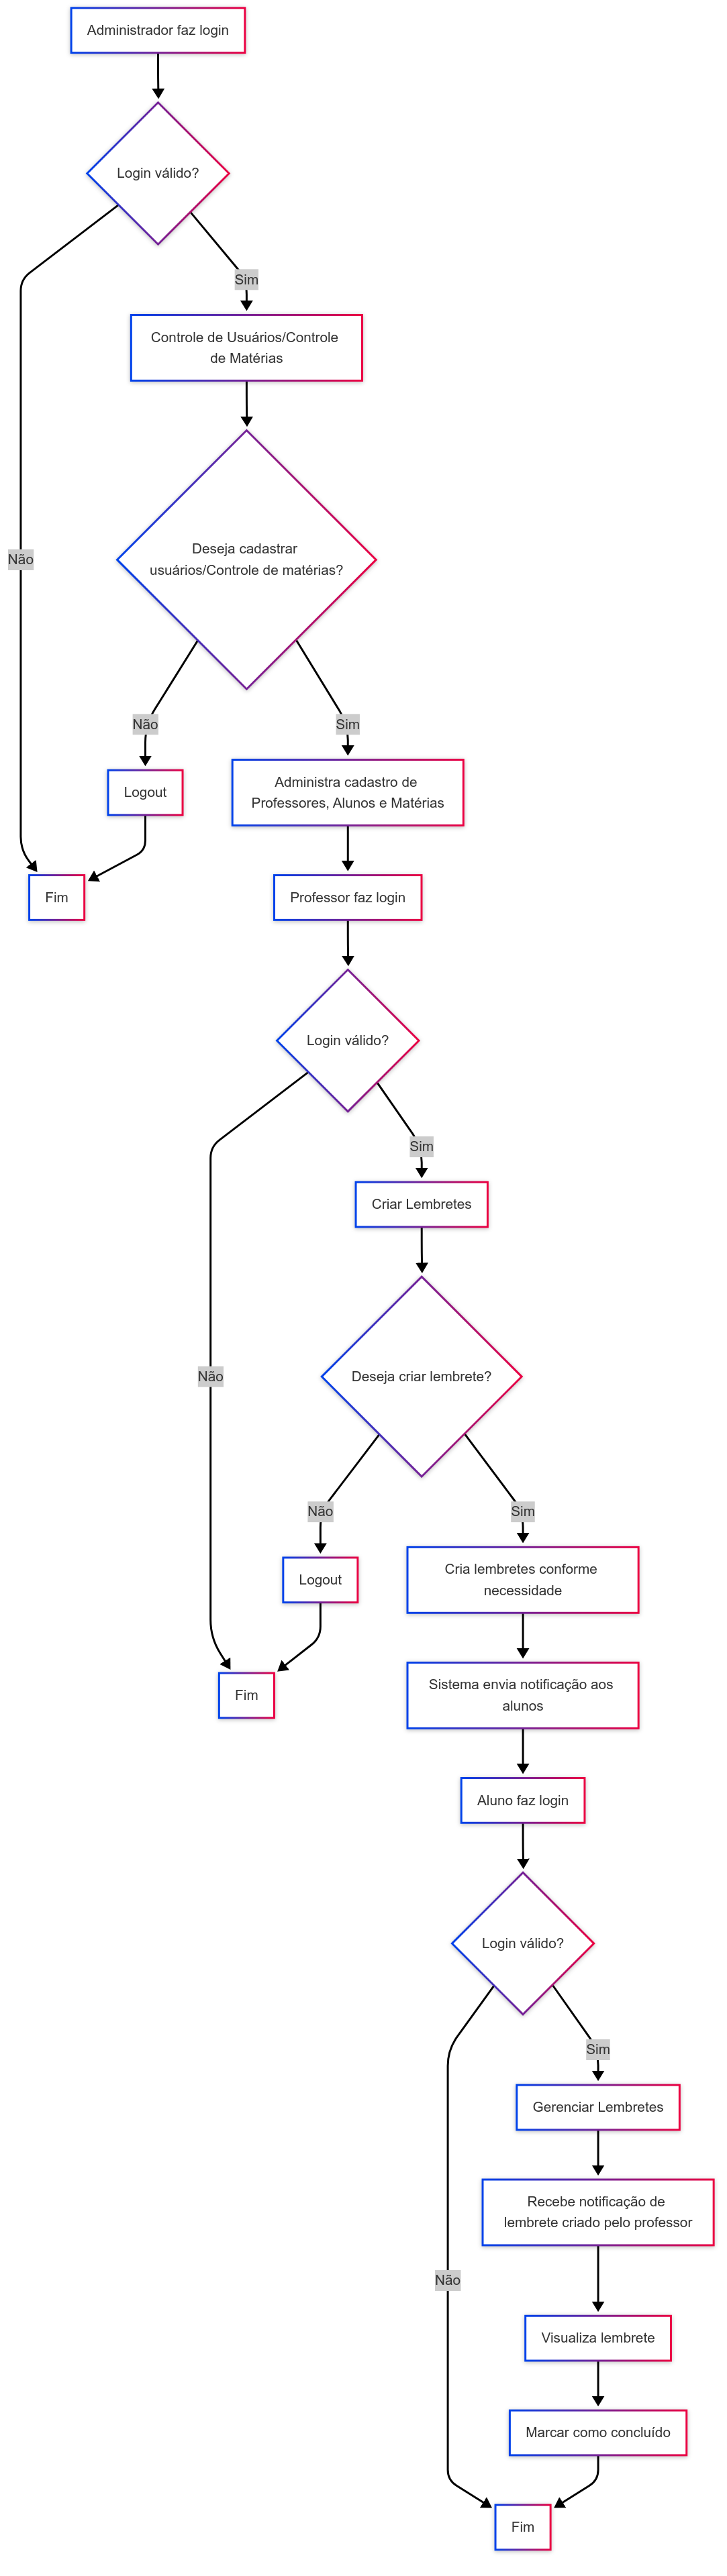 Administrador faz login
Login válido?
Sim
Controle de Usuários/Controle
de Matérias
Não
Deseja cadastrar
usuários/Controle de matérias?
Não
Sim
Logout
Administra cadastro de
Professores, Alunos e Matérias
Fim
Professor faz login
Login válido?
Sim
Criar Lembretes
Não
Deseja criar lembrete?
Não
Sim
Logout
Cria lembretes conforme
necessidade
Fim
Sistema envia notificação aos
alunos
Aluno faz login
Login válido?
Sim
Gerenciar Lembretes
Recebe notificação de
lembrete criado pelo professor
Não
Visualiza lembrete
Marcar como concluído
Fim